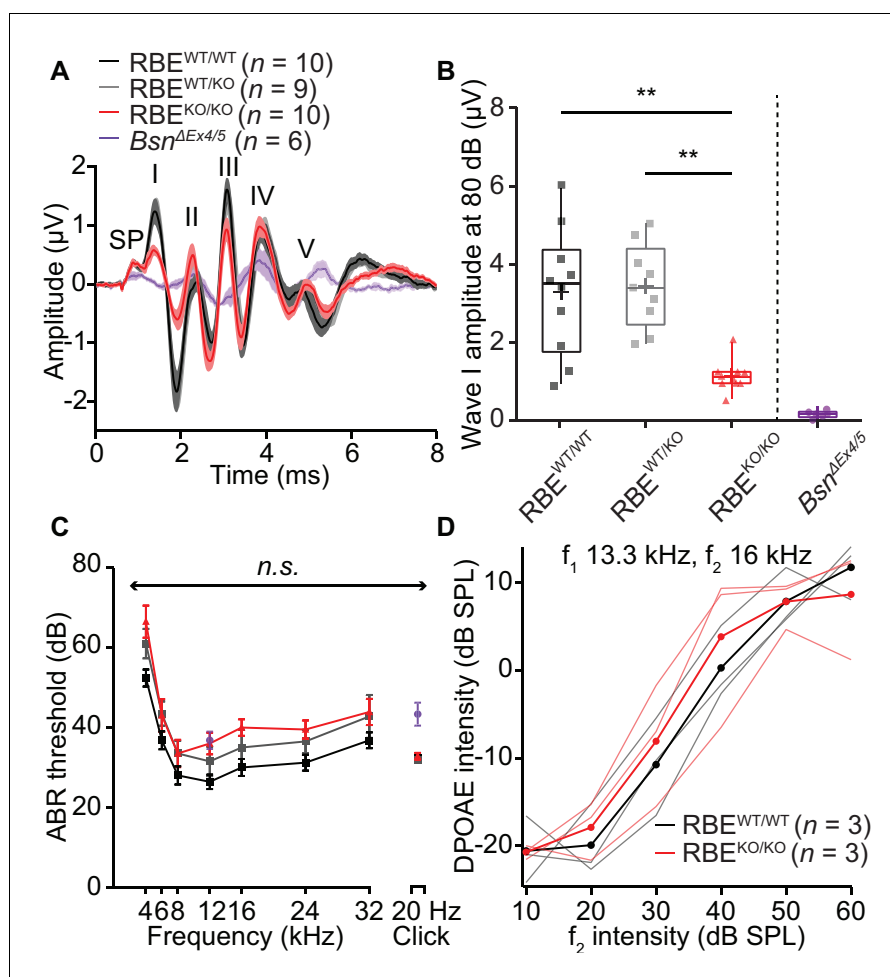 A
RBE^WT/WT (n = 10)
RBE^WT/KO (n = 9)
RBE^KO/KO (n = 10)
Bsn^ΔEx4/5 (n = 6)
2
1
0
-1
-2
Amplitude (µV)
SP
I
II
III
IV
V
0 2 4 6 8
Time (ms)
B
**
**
8
6
4
2
0
Wave I amplitude at 80 dB (µV)
RBE^WT/WT
RBE^WT/KO
RBE^KO/KO
Bsn^ΔEx4/5
C
n.s.
80
60
40
20
0
ABR threshold (dB)
4 6 8 12 16 24 32 20 Hz
Frequency (kHz) Click
D
f₁ 13.3 kHz, f₂ 16 kHz
10
0
-10
-20
DPOAE intensity (dB SPL)
RBE^WT/WT (n = 3)
RBE^KO/KO (n = 3)
10 20 30 40 50 60
f₂ intensity (dB SPL)